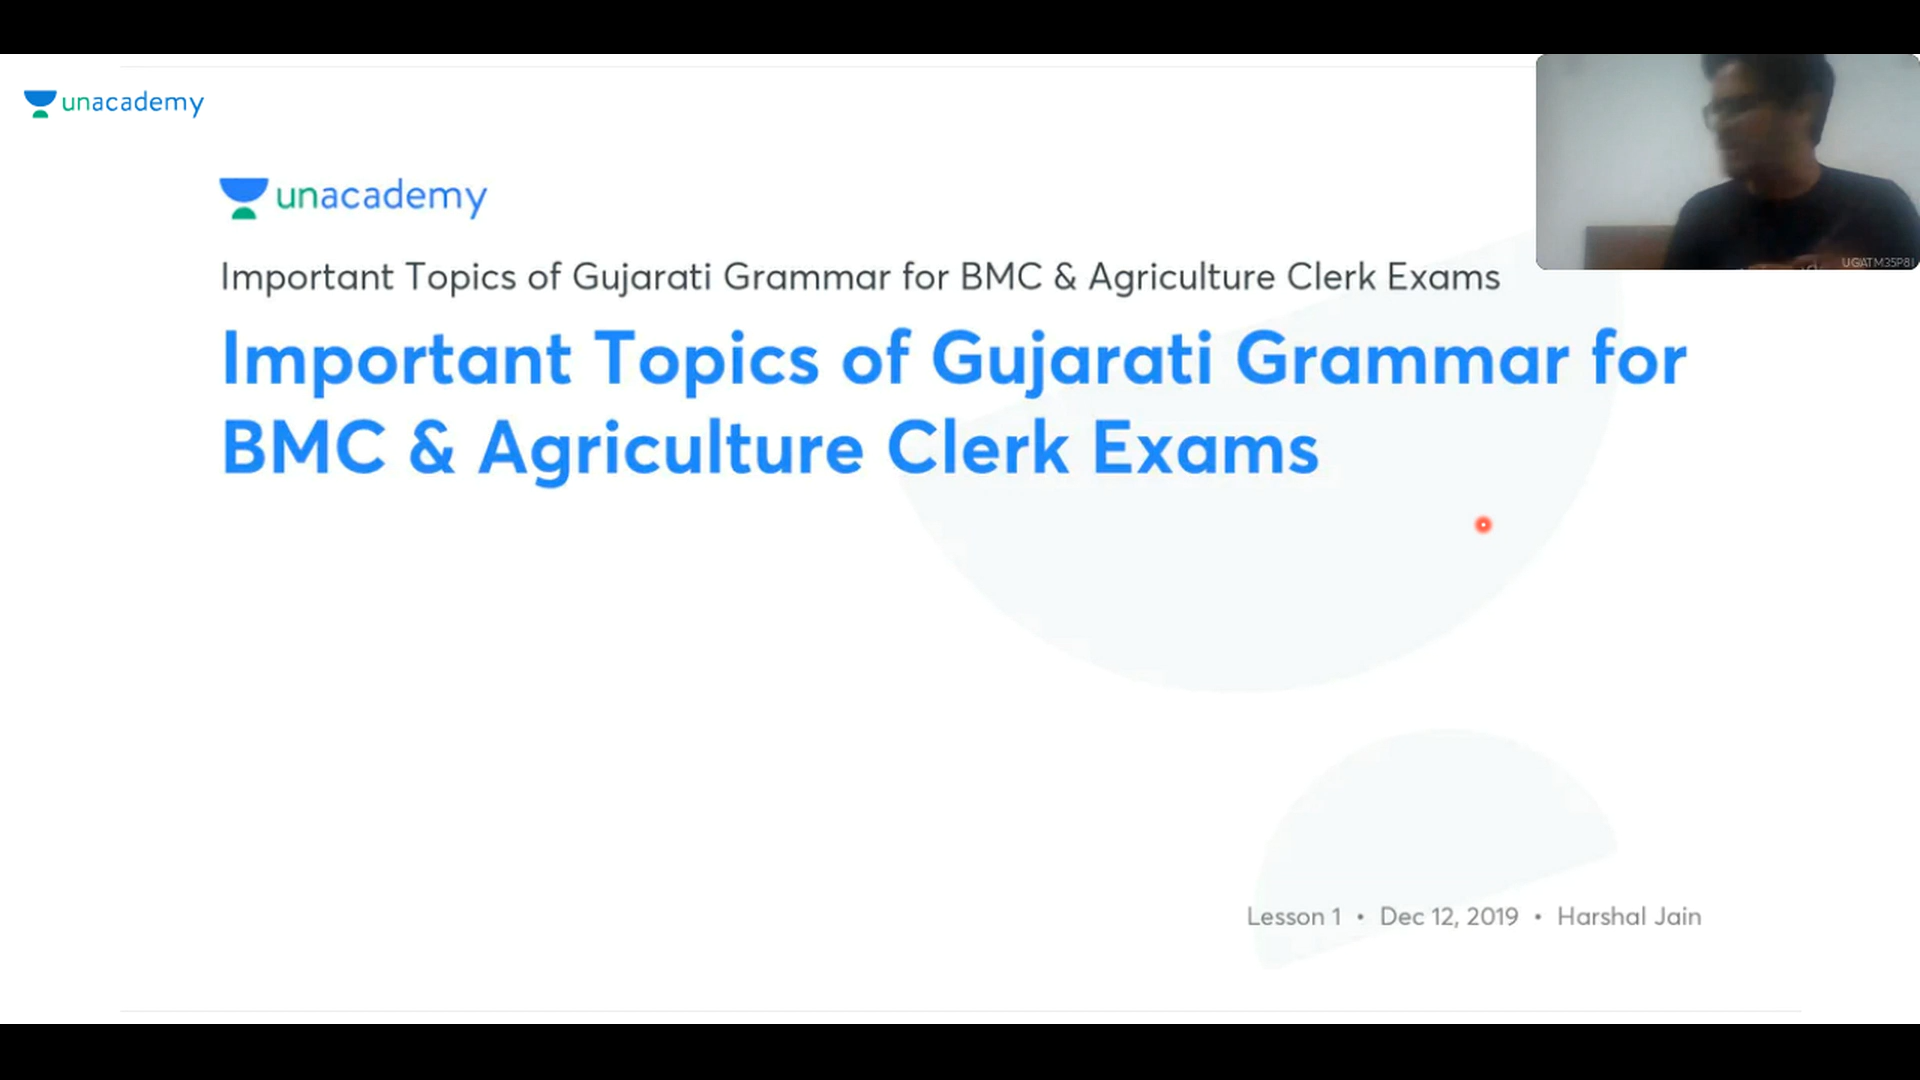 unacademy
unacademy
Important Topics of Gujarati Grammar for BMC & Agriculture Clerk Exams
Important Topics of Gujarati Grammar for
BMC & Agriculture Clerk Exams
UGATM35P8I
Lesson 1 • Dec 12, 2019 • Harshal Jain